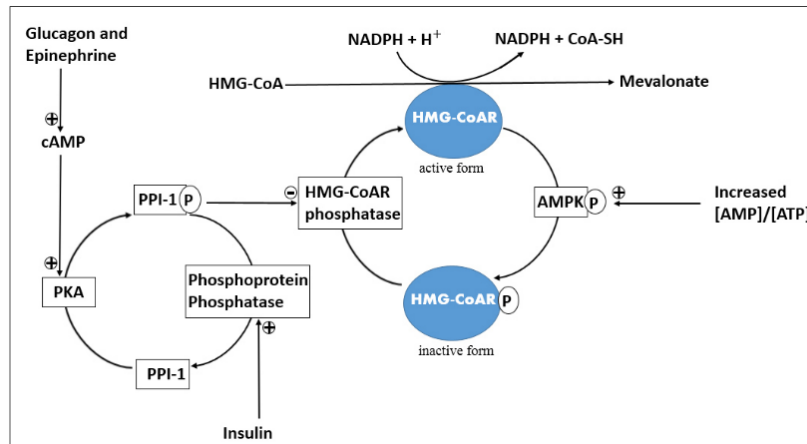 Glucagon and
Epinephrine
NADPH + H⁺
NADPH + CoA-SH
HMG-CoA
Mevalonate
HMG-CoAR
active form
cAMP
PPI-1 P
HMG-CoAR
phosphatase
AMPK P
Increased
[AMP]/[ATP]
PKA
Phosphoprotein
Phosphatase
HMG-CoAR P
inactive form
PPI-1
Insulin